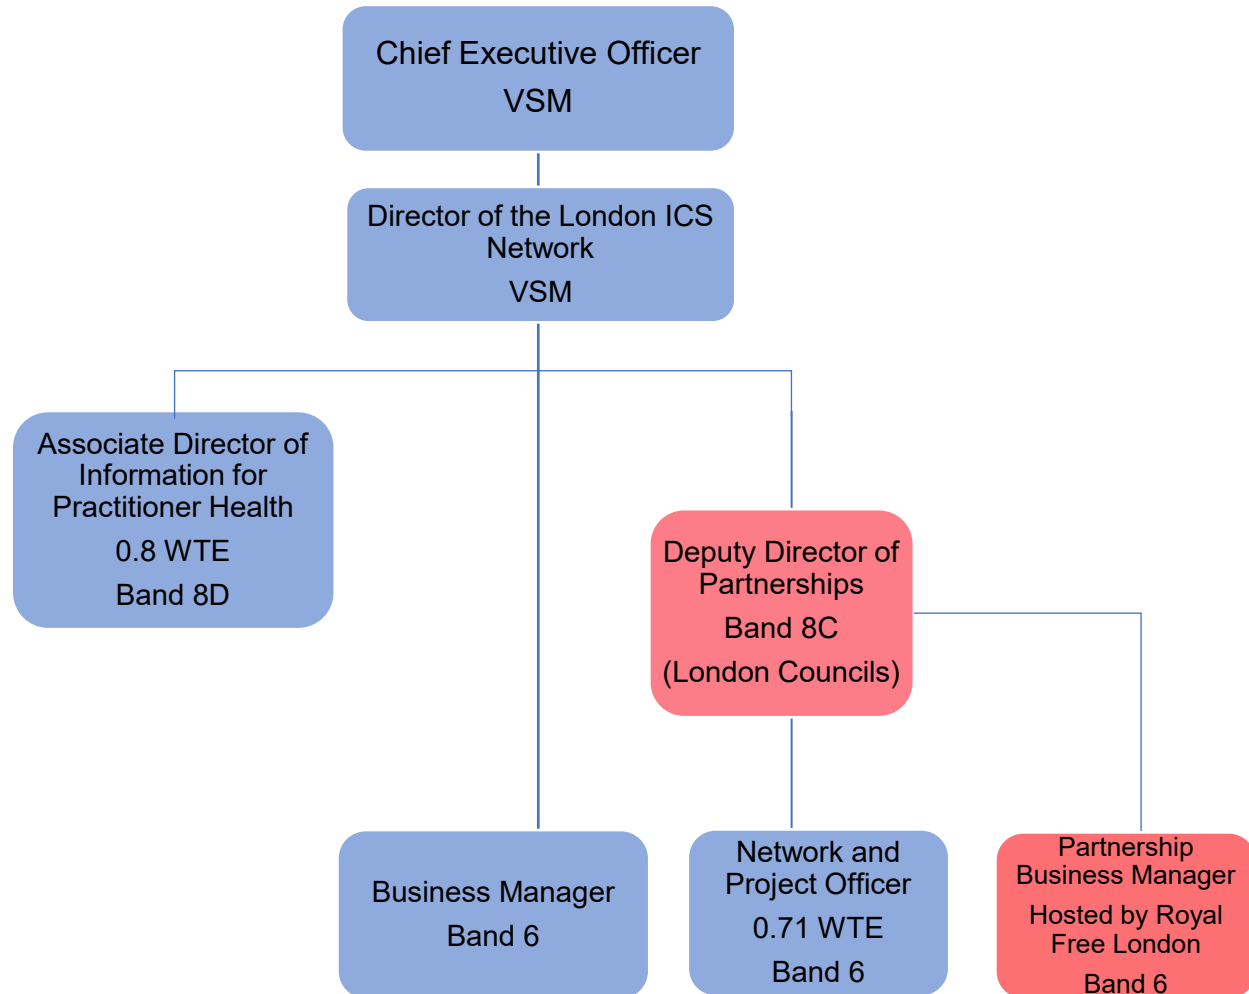 Chief Executive Officer
VSM
Director of the London ICS
Network
VSM
Associate Director of
Information for
Practitioner Health
0.8 WTE
Band 8D
Deputy Director of
Partnerships
Band 8C
(London Councils)
Business Manager
Band 6
Network and
Project Officer
0.71 WTE
Band 6
Partnership
Business Manager
Hosted by Royal
Free London
Band 6